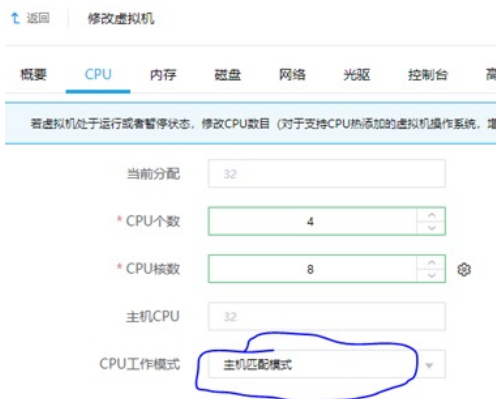 返回 修改虚拟机
概要 CPU 内存 磁盘 网络 光驱 控制台
若虚拟机处于运行或者暂停状态，修改CPU数目（对于支持CPU热添加的虚拟机操作系统，增
当前分配 32
* CPU个数 4
* CPU核数 8
主机CPU 32
CPU工作模式 主机匹配模式